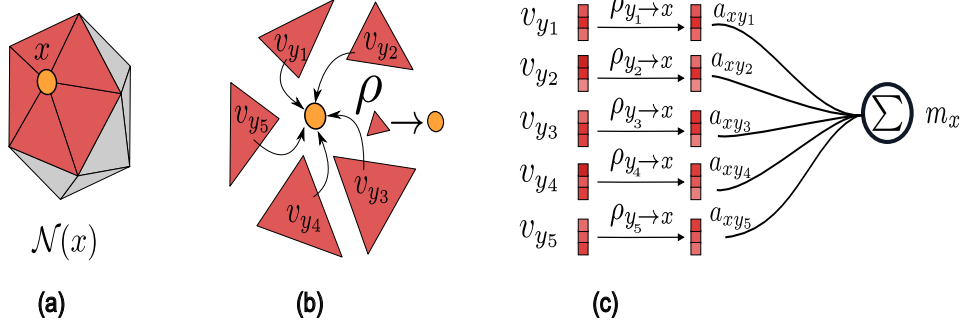 x
𝒩(x)
(a)
v_{y_1}
v_{y_2}
ρ
v_{y_5}
v_{y_3}
v_{y_4}
(b)
v_{y_1} ρ_{y_1→x} a_{xy_1}
v_{y_2} ρ_{y_2→x} a_{xy_2}
v_{y_3} ρ_{y_3→x} a_{xy_3}
v_{y_4} ρ_{y_4→x} a_{xy_4}
v_{y_5} ρ_{y_5→x} a_{xy_5}
∑ m_x
(c)